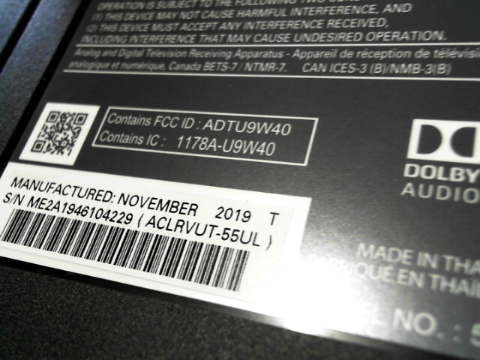 OPERATION IS SUBJECT TO THE FOLLOWING TWO
(1) THIS DEVICE MAY NOT CAUSE HARMFUL INTERFERENCE, AND
(2) THIS DEVICE MUST ACCEPT ANY INTERFERENCE RECEIVED,
INCLUDING INTERFERENCE THAT MAY CAUSE UNDESIRED OPERATION.
Analog and Digital Television Receiving Apparatus - Appareil de réception de
analogique et numérique, Canada BETS-7 / NTMR-7. CAN ICES-3 (B)/NMB-3(B)
Contains FCC ID : ADTU9W40
Contains IC : 1178A-U9W40
DOLBY
AUDIO
MANUFACTURED: NOVEMBER 2019 T
S/N ME2A1946104229 ( ACLRVUT-55UL )
MADE IN
EN
NO. :